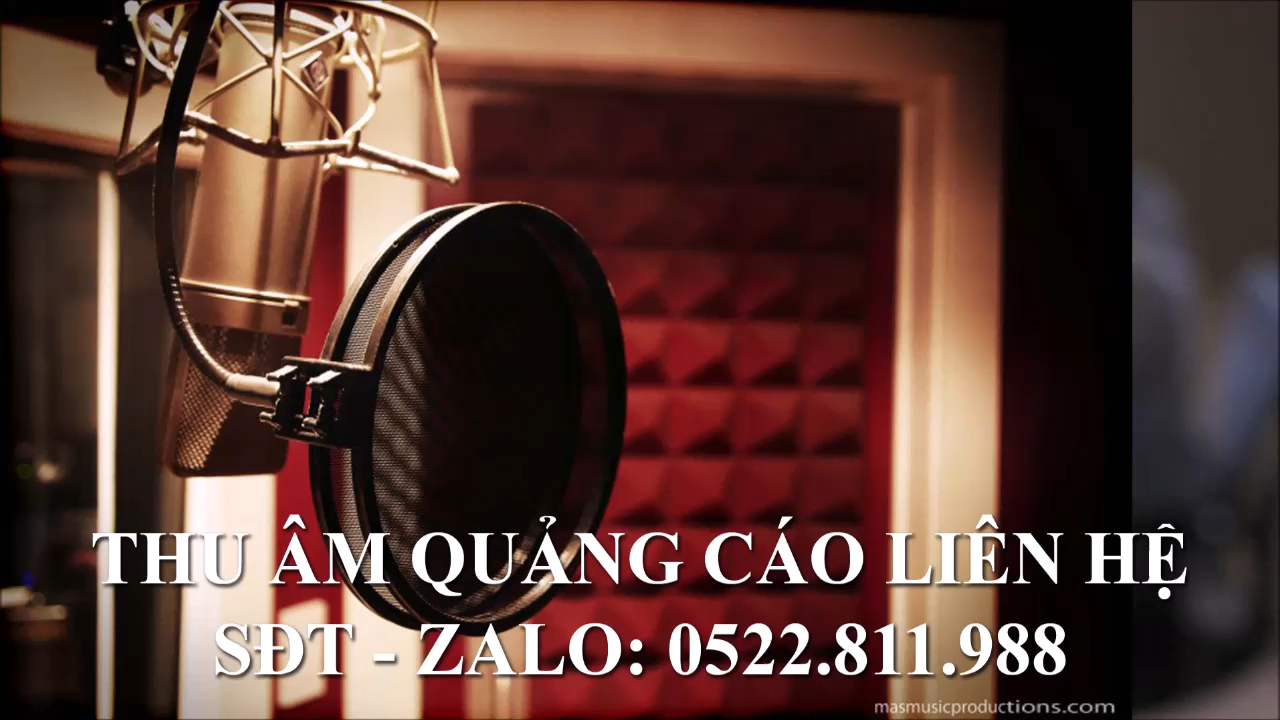 THU ÂM QUẢNG CÁO LIÊN HỆ
SĐT - ZALO: 0522.811.988
masmusicproductions.com